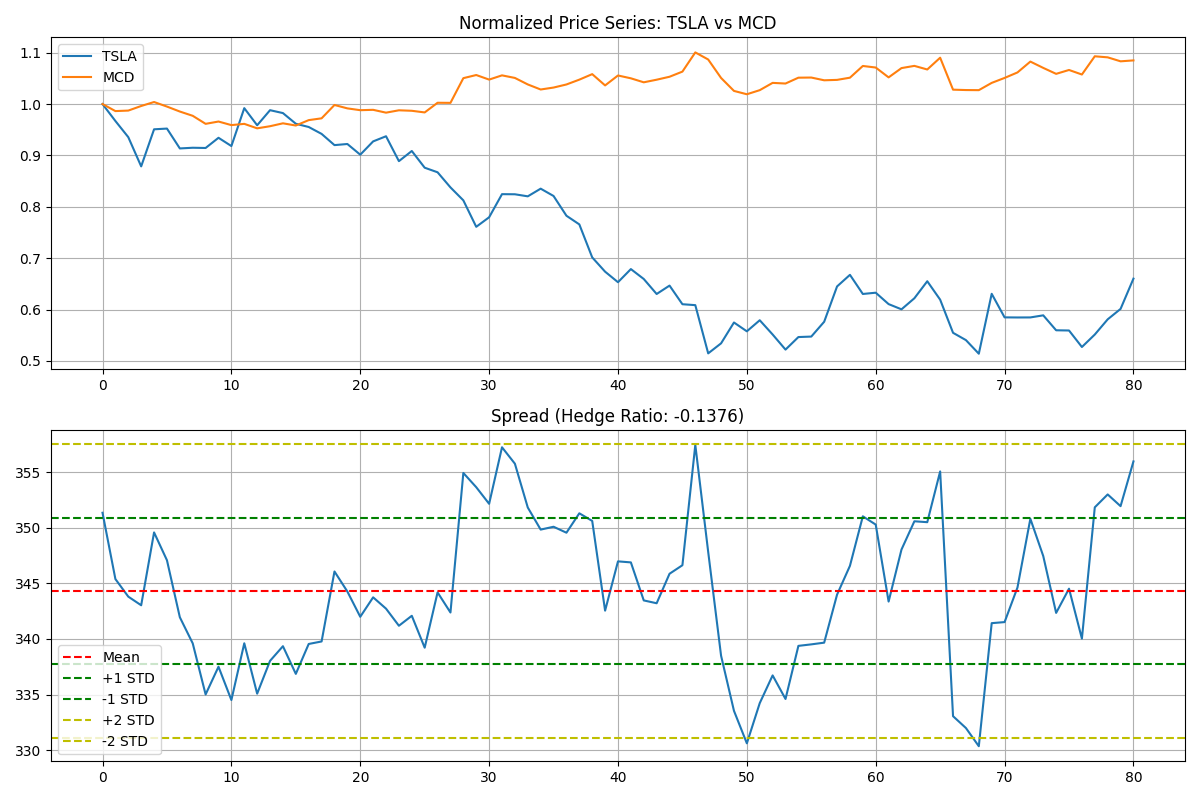 Normalized Price Series: TSLA vs MCD
TSLA
MCD
1.1
1.0
0.9
0.8
0.7
0.6
0.5
0 10 20 30 40 50 60 70 80
Spread (Hedge Ratio: -0.1376)
355
350
345
340
335
330
Mean
+1 STD
-1 STD
+2 STD
-2 STD
0 10 20 30 40 50 60 70 80